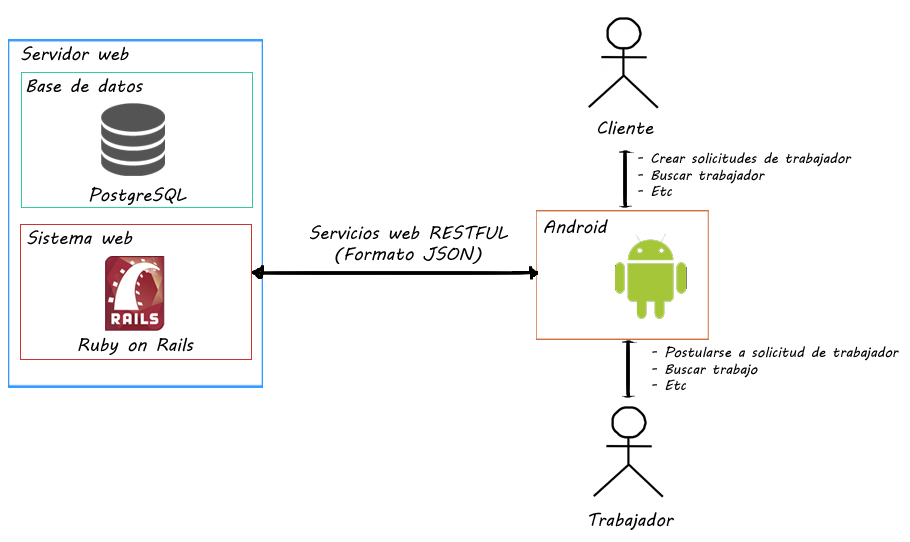 Servidor web
Base de datos
PostgreSQL
Sistema web
RAILS
Ruby on Rails
Servicios web RESTFUL
(Formato JSON)
Cliente
- Crear solicitudes de trabajador
- Buscar trabajador
- Etc
Android
- Postularse a solicitud de trabajador
- Buscar trabajo
- Etc
Trabajador